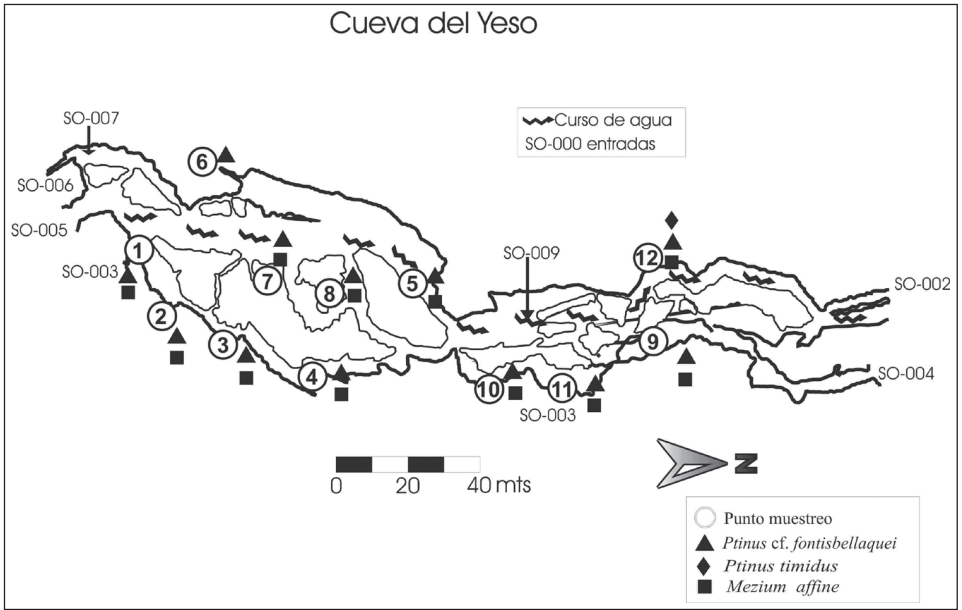 Cueva del Yeso
SO-007
Curso de agua
SO-000 entradas
6
SO-006
SO-005
1
SO-009
12
SO-003
7
8
5
SO-002
2
3
9
4
10
11
SO-004
SO-003
N
0 20 40 mts
Punto muestreo
Ptinus cf. fontisbellaquei
Ptinus timidus
Mezium affine